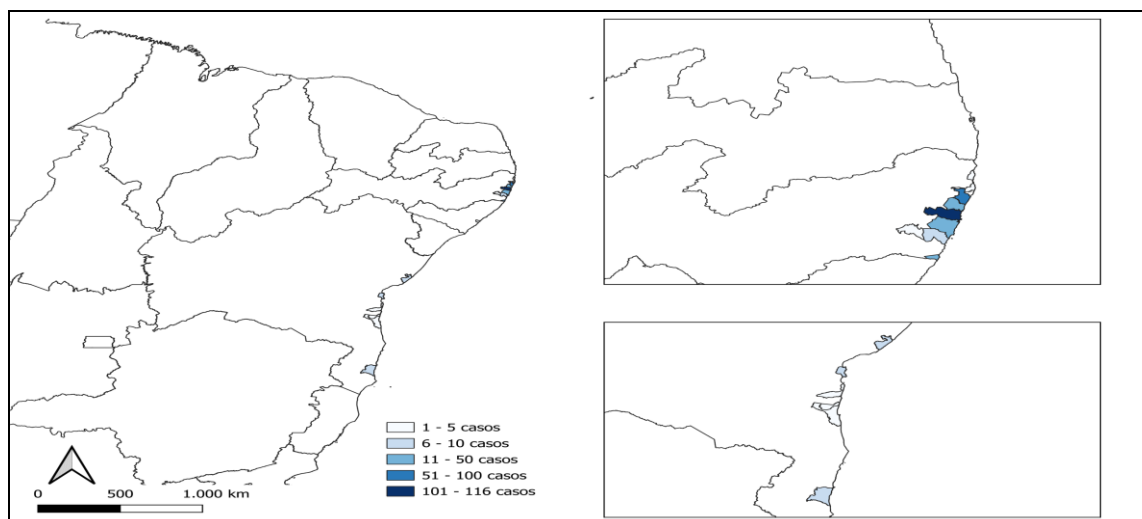 1 - 5 casos
6 - 10 casos
11 - 50 casos
51 - 100 casos
101 - 116 casos
0 500 1.000 km